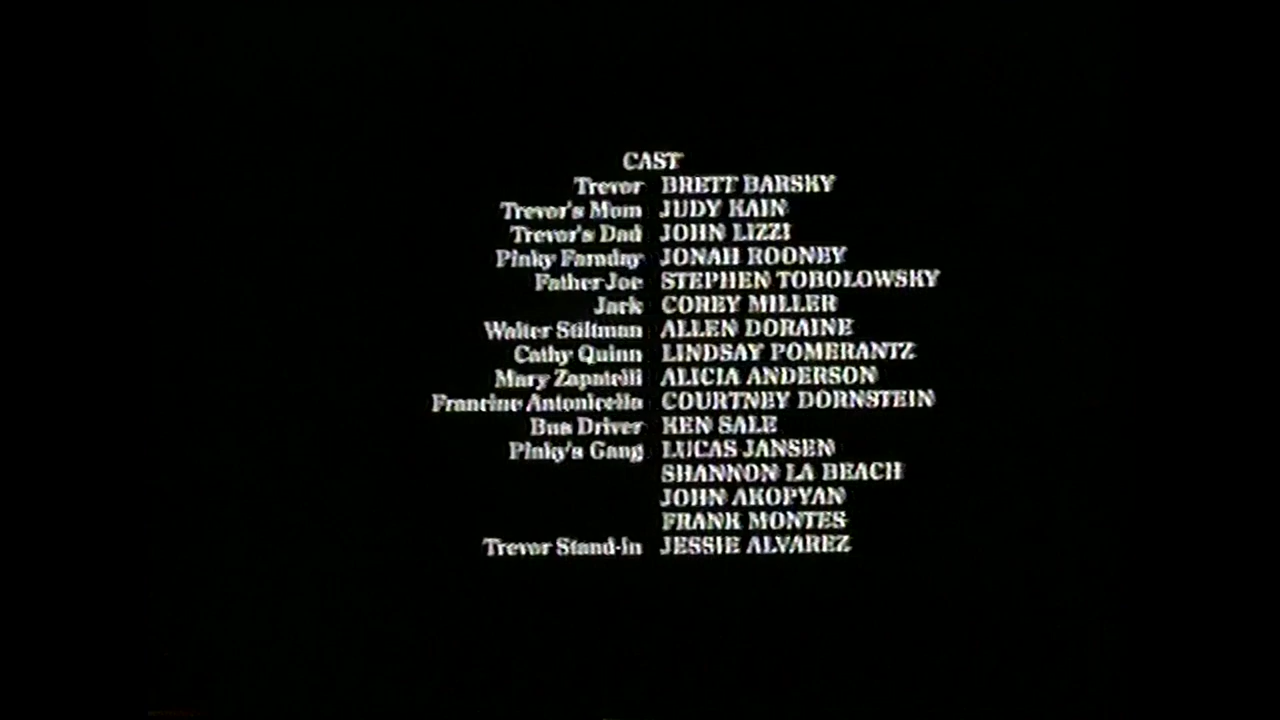 CAST
Trevor BRETT BARSKY
Trevor's Mom JUDY KAIN
Trevor's Dad JOHN LIZZI
Pinky Faraday JONAH ROONEY
Father Joe STEPHEN TOBOLOWSKY
Jack COREY MILLER
Walter Stiltman ALLEN DORAINE
Cathy Quinn LINDSAY POMERANTZ
Mary Zapatelli ALICIA ANDERSON
Francine Antonicello COURTNEY DORNSTEIN
Bus Driver KEN SALE
Pinky's Gang LUCAS JANSEN
SHANNON LA BEACH
JOHN AKOPYAN
FRANK MONTES
Trevor Stand-in JESSIE ALVAREZ